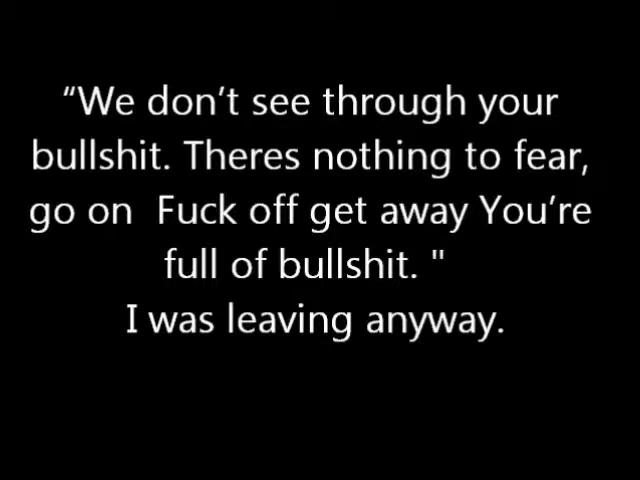 “We don’t see through your
bullshit. Theres nothing to fear,
go on  Fuck off get away You’re
full of bullshit. "
I was leaving anyway.